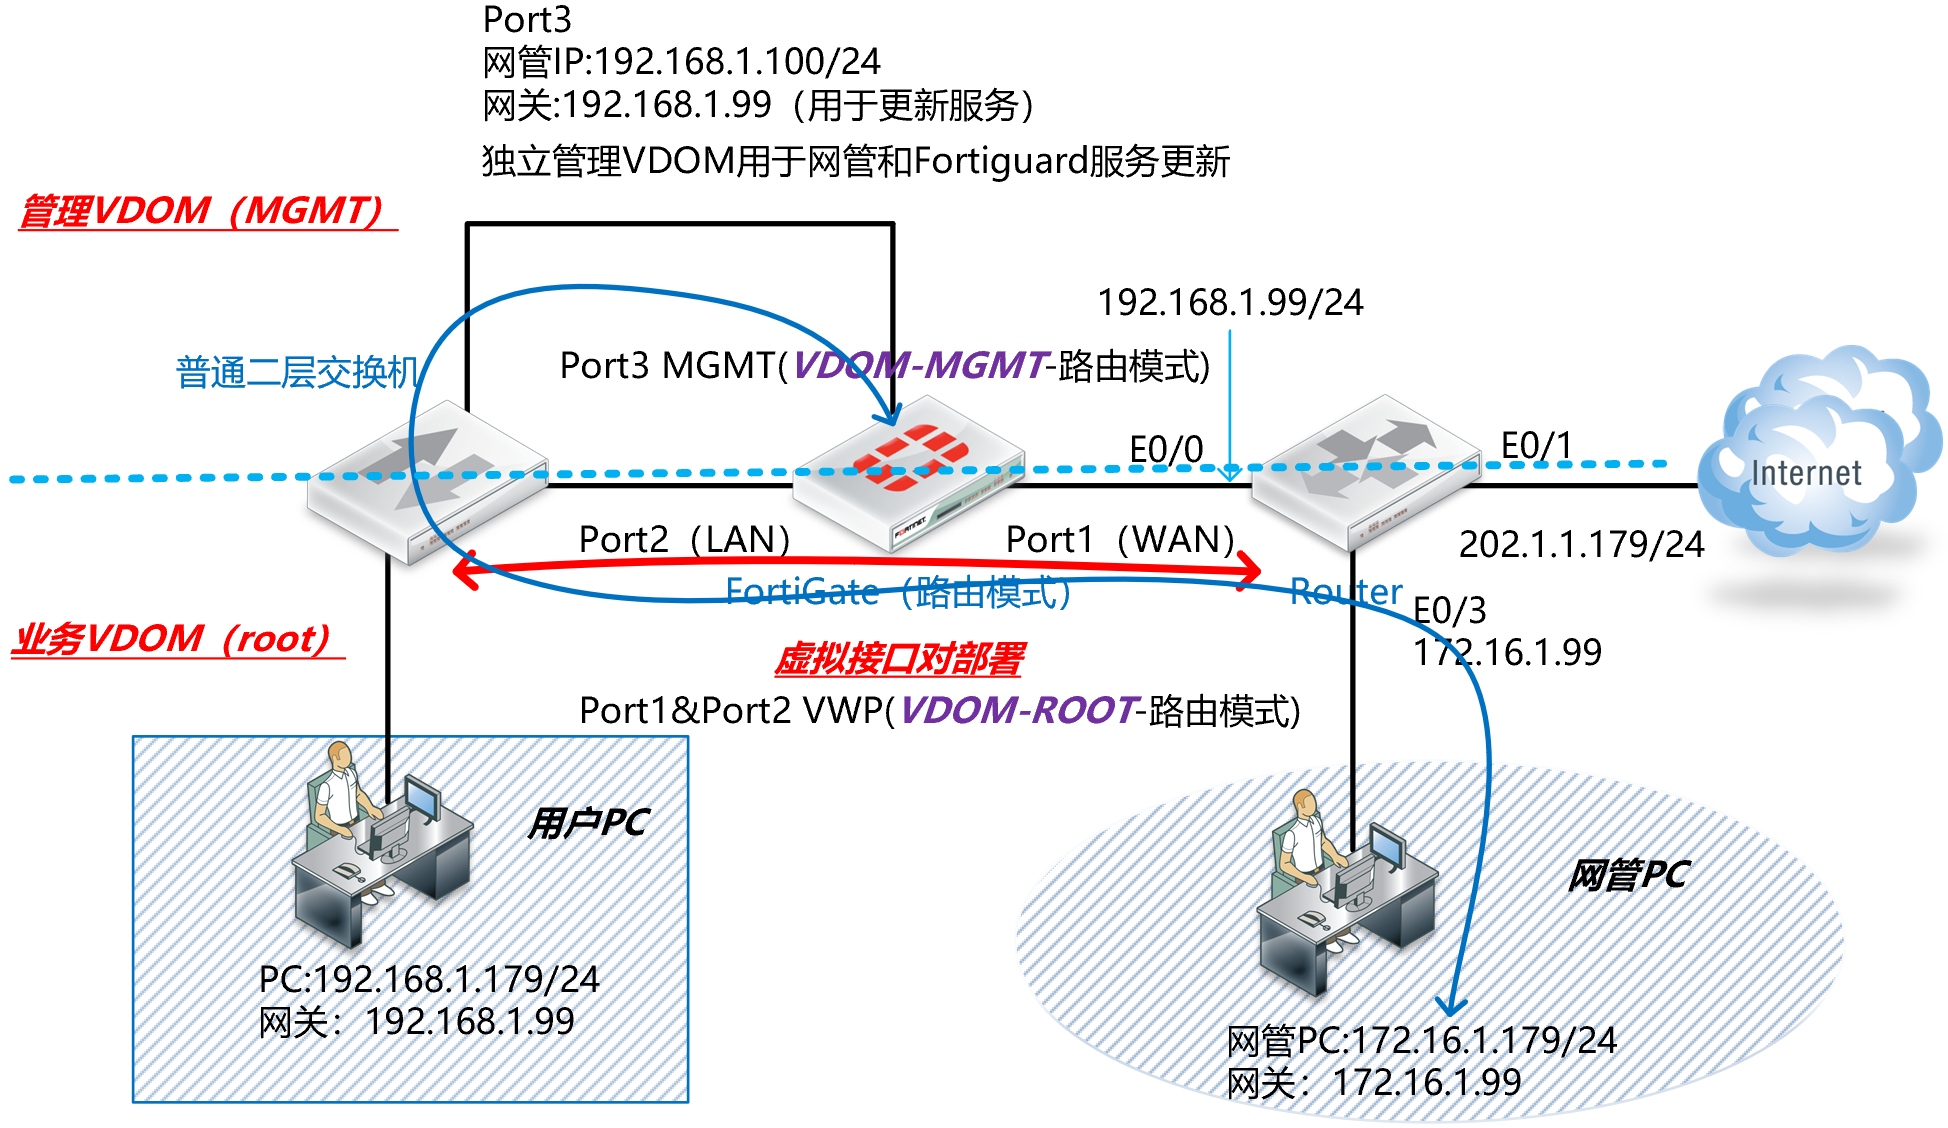 Port3
网管IP:192.168.1.100/24
网关:192.168.1.99（用于更新服务）
独立管理VDOM用于网管和Fortiguard服务更新
管理VDOM（MGMT）
192.168.1.99/24
普通二层交换机
Port3 MGMT(VDOM-MGMT-路由模式)
E0/0
E0/1
Internet
FORTINET
Port2（LAN）
Port1（WAN）
202.1.1.179/24
FortiGate（路由模式）
Router
E0/3
172.16.1.99
业务VDOM（root）
虚拟接口对部署
Port1&Port2 VWP(VDOM-ROOT-路由模式)
用户PC
网管PC
PC:192.168.1.179/24
网关：192.168.1.99
网管PC:172.16.1.179/24
网关：172.16.1.99